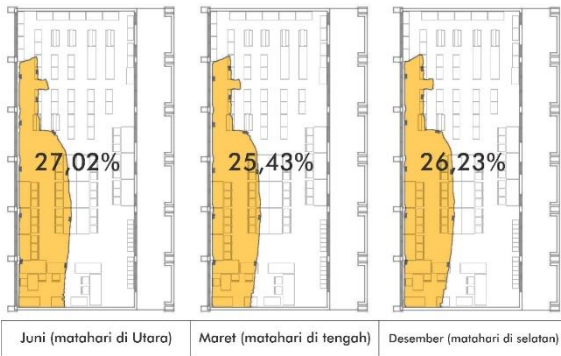 27,02%
25,43%
26,23%
Juni (matahari di Utara)
Maret (matahari di tengah)
Desember (matahari di selatan)